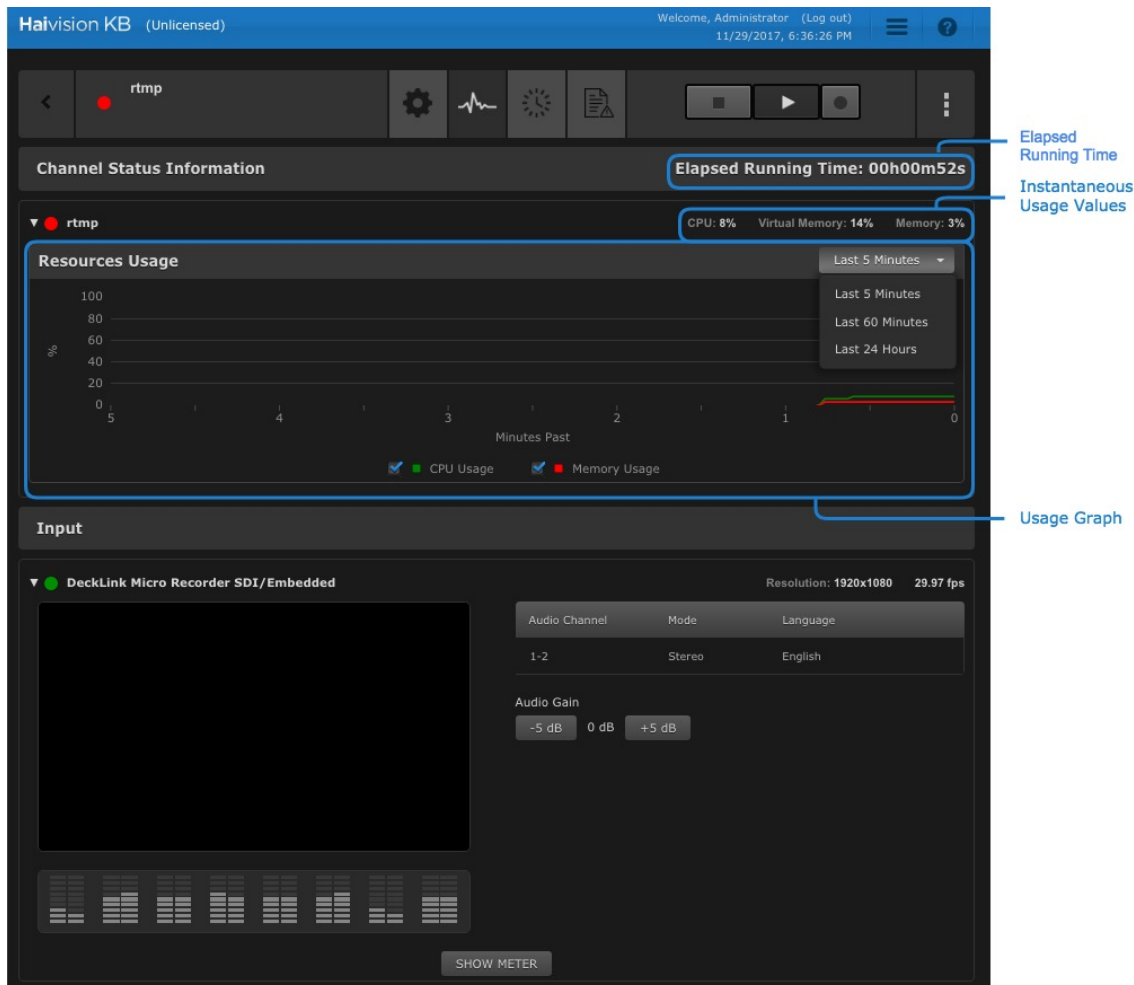 Haivision KB (Unlicensed)
Welcome, Administrator (Log out)
11/29/2017, 6:36:26 PM
?
rtmp
Elapsed
Running Time
Channel Status Information
Elapsed Running Time: 00h00m52s
Instantaneous
Usage Values
rtmp
CPU: 8% Virtual Memory: 14% Memory: 3%
Resources Usage
Last 5 Minutes
Last 5 Minutes
Last 60 Minutes
Last 24 Hours
100
80
60
40
20
0
%
5 4 3 2 1 0
Minutes Past
CPU Usage Memory Usage
Usage Graph
Input
DeckLink Micro Recorder SDI/Embedded
Resolution: 1920x1080 29.97 fps
Audio Channel Mode Language
1-2 Stereo English
Audio Gain
-5 dB 0 dB +5 dB
SHOW METER